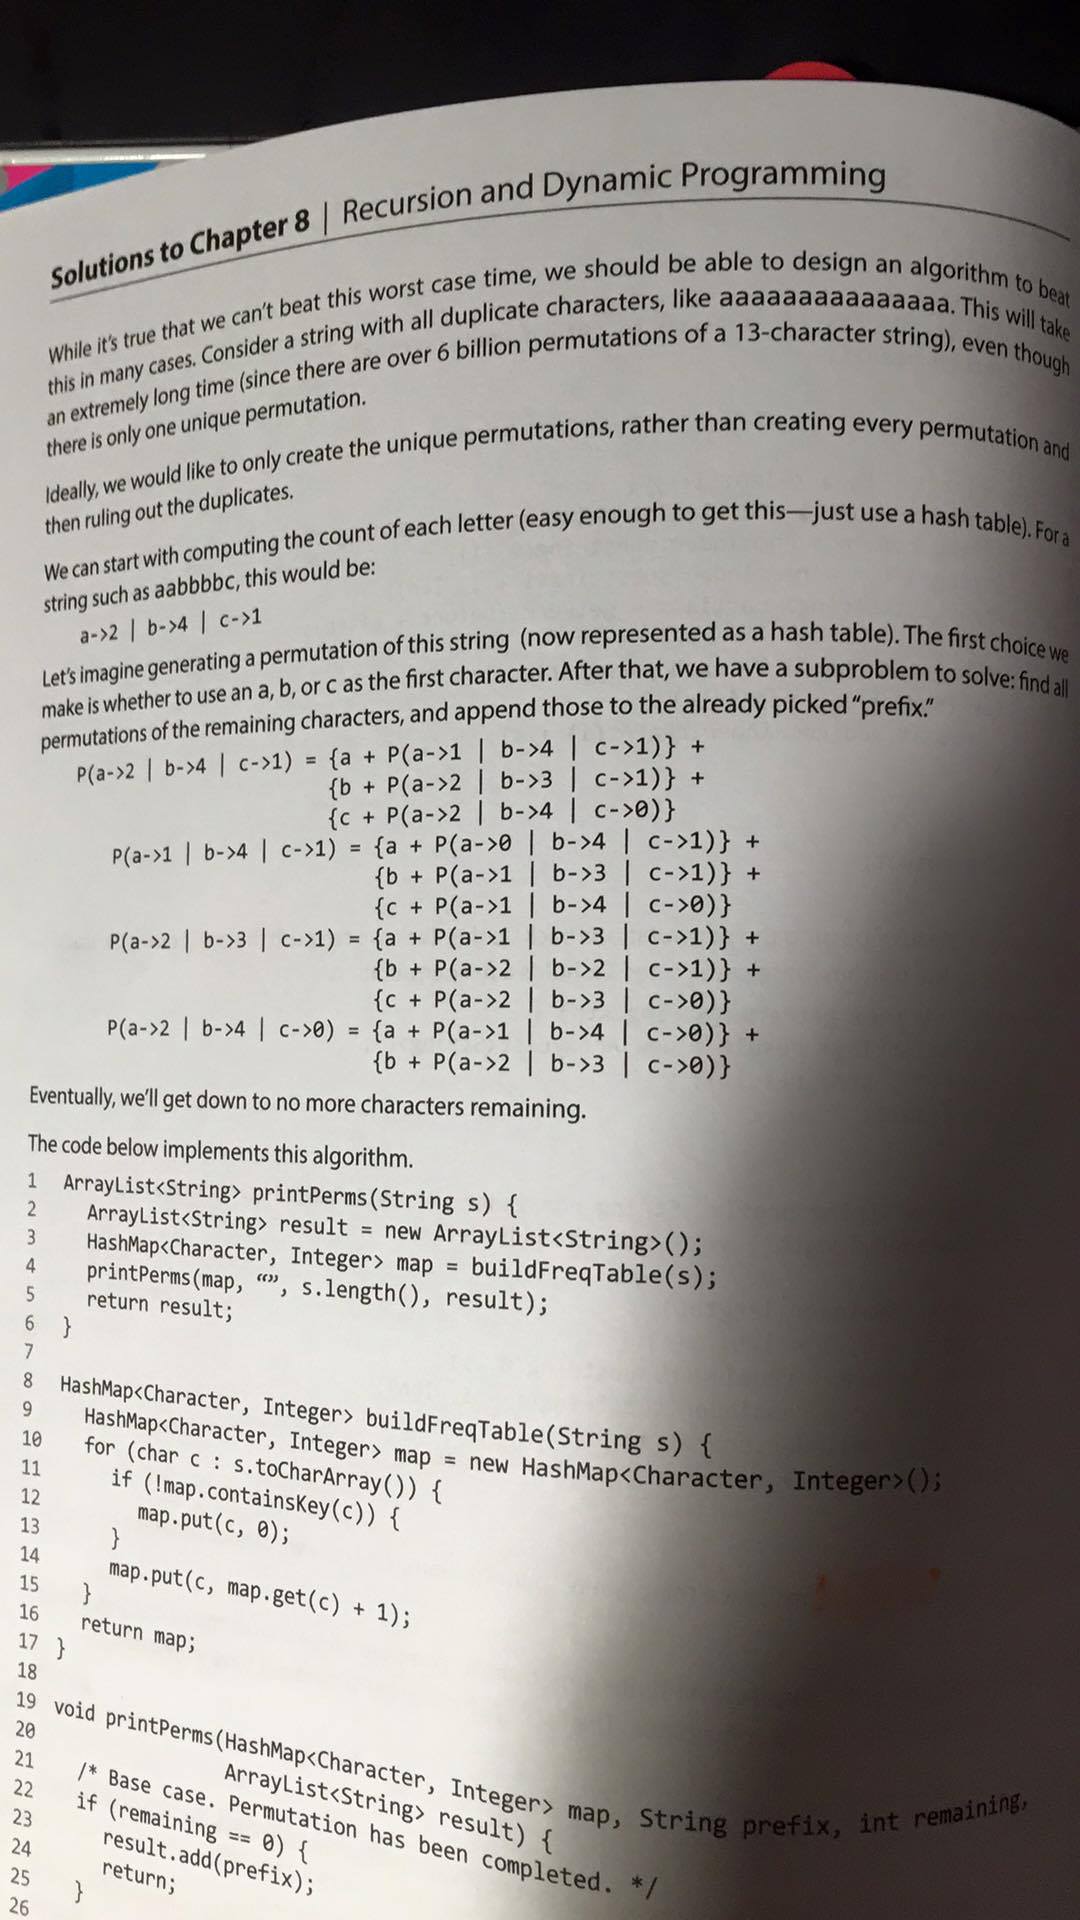 Solutions to Chapter 8 | Recursion and Dynamic Programming
While it's true that we can't beat this worst case time, we should be able to design an algorithm to beat
this in many cases. Consider a string with all duplicate characters, like aaaaaaaaaaaaaaa. This will take
an extremely long time (since there are over 6 billion permutations of a 13-character string), even though
there is only one unique permutation.
Ideally, we would like to only create the unique permutations, rather than creating every permutation and
then ruling out the duplicates.
We can start with computing the count of each letter (easy enough to get this—just use a hash table). For a
string such as aabbbbc, this would be:
a->2 | b->4 | c->1
Let's imagine generating a permutation of this string (now represented as a hash table). The first choice we
make is whether to use an a, b, or c as the first character. After that, we have a subproblem to solve: find all
permutations of the remaining characters, and append those to the already picked “prefix.”
P(a->2 | b->4 | c->1) = {a + P(a->1 | b->4 | c->1)} +
{b + P(a->2 | b->3 | c->1)} +
{c + P(a->2 | b->4 | c->0)}
P(a->1 | b->4 | c->1) = {a + P(a->0 | b->4 | c->1)} +
{b + P(a->1 | b->3 | c->1)} +
{c + P(a->1 | b->4 | c->0)}
P(a->2 | b->3 | c->1) = {a + P(a->1 | b->3 | c->1)} +
{b + P(a->2 | b->2 | c->1)} +
{c + P(a->2 | b->3 | c->0)}
P(a->2 | b->4 | c->0) = {a + P(a->1 | b->4 | c->0)} +
{b + P(a->2 | b->3 | c->0)}
Eventually, we'll get down to no more characters remaining.
The code below implements this algorithm.
1 ArrayList<String> printPerms(String s) {
2 ArrayList<String> result = new ArrayList<String>();
3 HashMap<Character, Integer> map = buildFreqTable(s);
4 printPerms(map, “”, s.length(), result);
5 return result;
6 }
7
8 HashMap<Character, Integer> buildFreqTable(String s) {
9 HashMap<Character, Integer> map = new HashMap<Character, Integer>();
10 for (char c : s.toCharArray()) {
11 if (!map.containsKey(c)) {
12 map.put(c, 0);
13 }
14 map.put(c, map.get(c) + 1);
15 }
16 return map;
17 }
18
19 void printPerms(HashMap<Character, Integer> map, String prefix, int remaining,
20 ArrayList<String> result) {
21 /* Base case. Permutation has been completed. */
22 if (remaining == 0) {
23 result.add(prefix);
24 return;
25 }
26